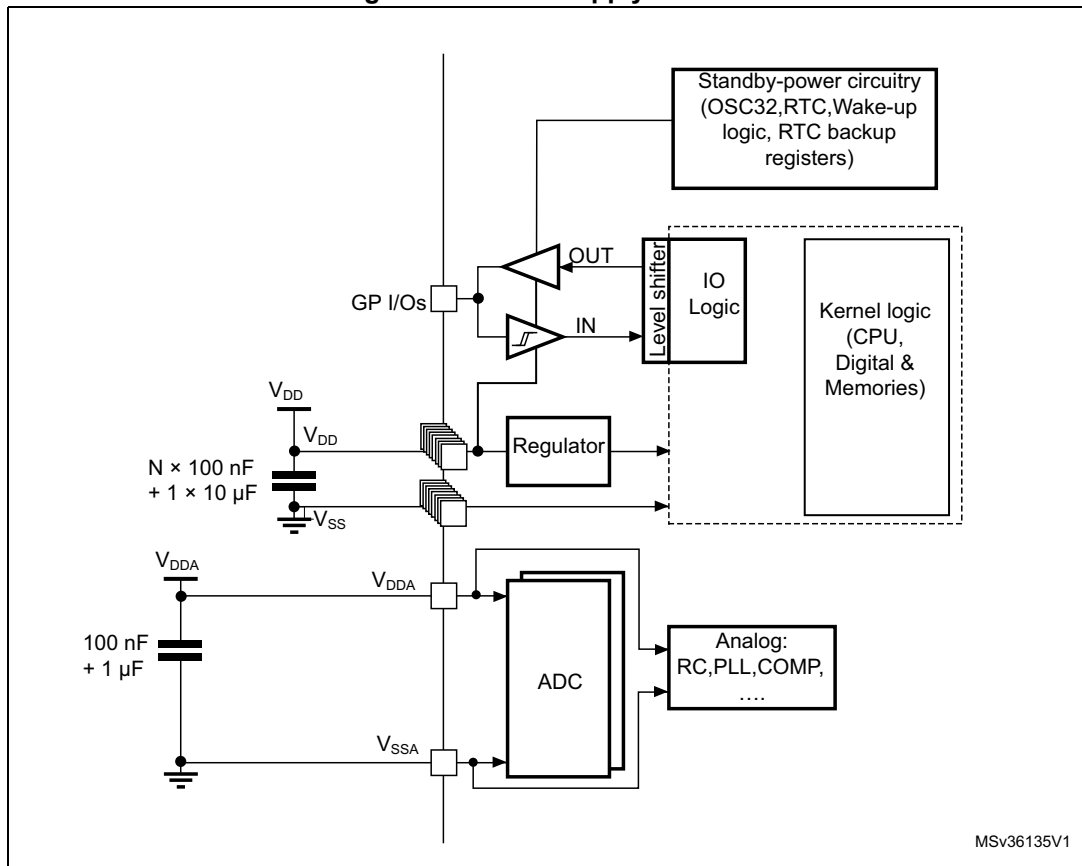 Standby-power circuitry
(OSC32,RTC,Wake-up
logic, RTC backup
registers)
OUT
Level shifter
IO
Logic
Kernel logic
(CPU,
Digital &
Memories)
GP I/Os
IN
VDD
VDD
Regulator
N × 100 nF
+ 1 × 10 µF
VSS
VDDA
VDDA
100 nF
+ 1 µF
ADC
Analog:
RC,PLL,COMP,
….
VSSA
MSv36135V1